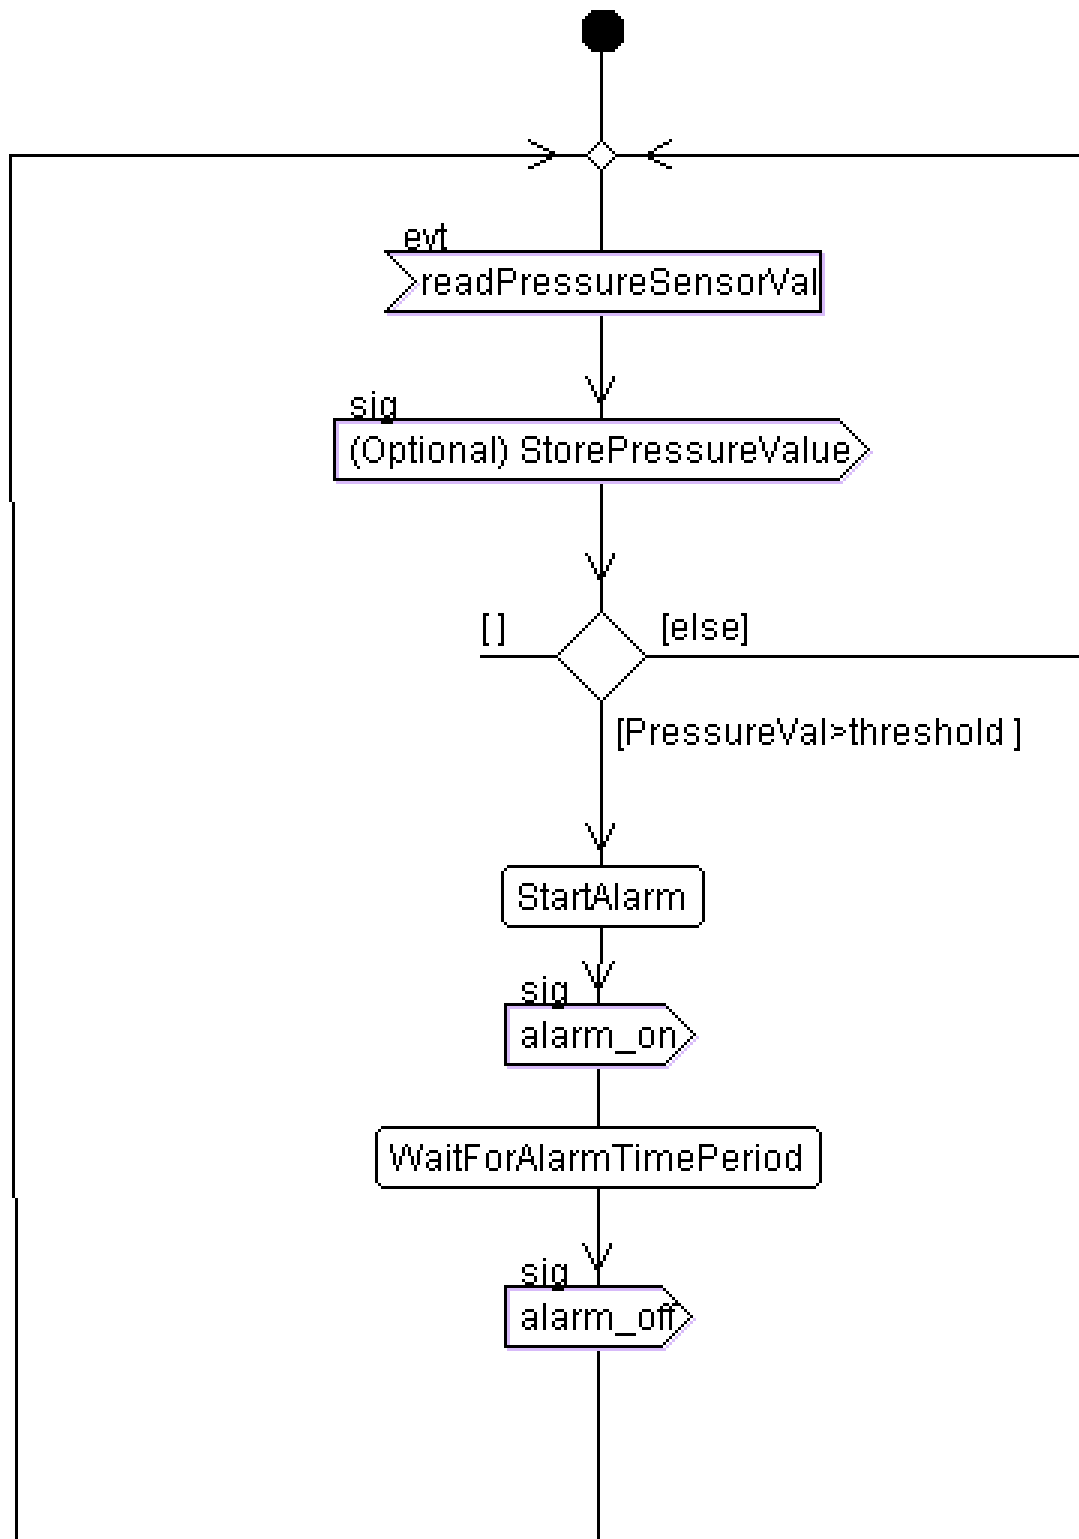 evt
readPressureSensorVal
sig
(Optional) StorePressureValue
[ ]
[else]
[PressureVal>threshold ]
StartAlarm
sig
alarm_on
WaitForAlarmTimePeriod
sig
alarm_off